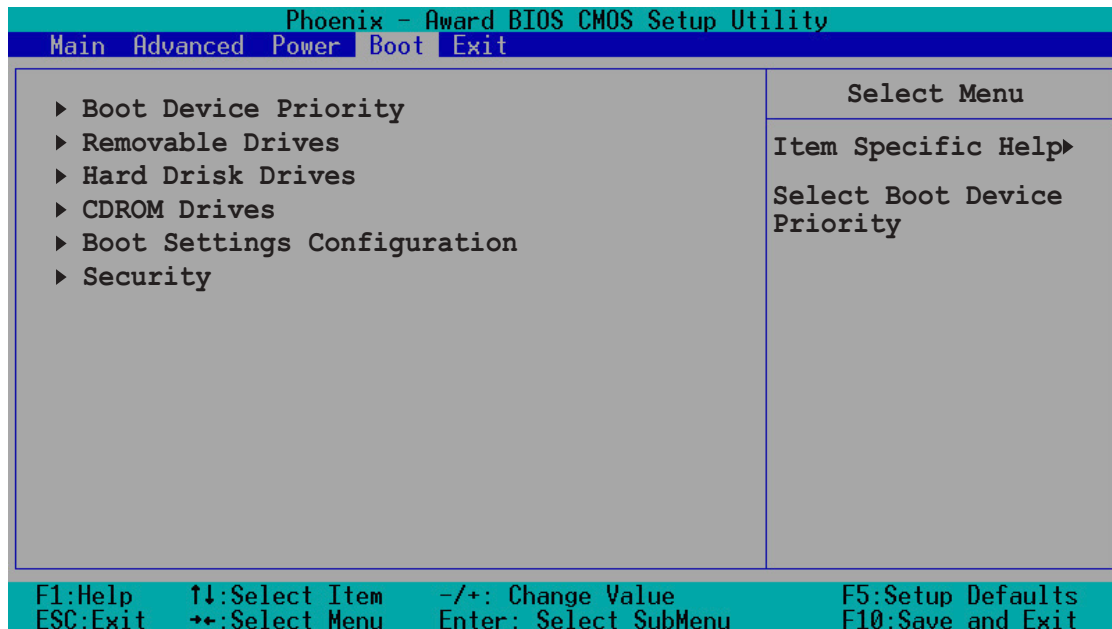 Phoenix - Award BIOS CMOS Setup Utility
Main Advanced Power Boot Exit
▶ Boot Device Priority
▶ Removable Drives
▶ Hard Drisk Drives
▶ CDROM Drives
▶ Boot Settings Configuration
▶ Security
Select Menu
Item Specific Help▶
Select Boot Device
Priority
F1:Help ↑↓:Select Item -/+: Change Value F5:Setup Defaults
ESC:Exit →←:Select Menu Enter: Select SubMenu F10:Save and Exit